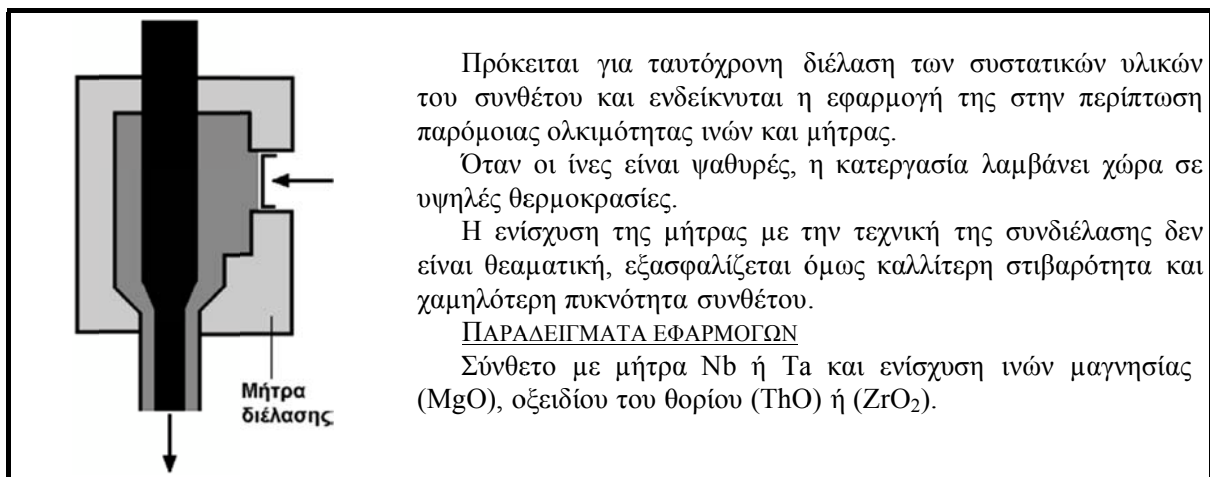 Πρόκειται για ταυτόχρονη διέλαση των συστατικών υλικών
του συνθέτου και ενδείκνυται η εφαρμογή της στην περίπτωση
παρόμοιας ολκιμότητας ινών και μήτρας.
Όταν οι ίνες είναι ψαθυρές, η κατεργασία λαμβάνει χώρα σε
υψηλές θερμοκρασίες.
Η ενίσχυση της μήτρας με την τεχνική της συνδιέλασης δεν
είναι θεαματική, εξασφαλίζεται όμως καλλίτερη στιβαρότητα και
χαμηλότερη πυκνότητα συνθέτου.
ΠΑΡΑΔΕΙΓΜΑΤΑ ΕΦΑΡΜΟΓΩΝ
Σύνθετο με μήτρα Nb ή Ta και ενίσχυση ινών μαγνησίας
(MgO), οξειδίου του θορίου (ThO) ή (ZrO₂).
Μήτρα
διέλασης